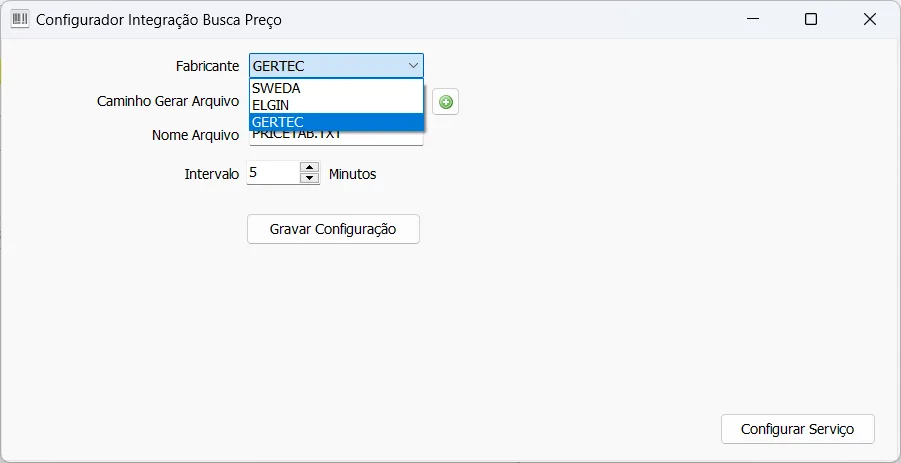 Configurador Integração Busca Preço
Fabricante GERTEC
SWEDA
Caminho Gerar Arquivo
ELGIN
GERTEC
Nome Arquivo PRICETAB.TXT
Intervalo 5 Minutos
Gravar Configuração
Configurar Serviço